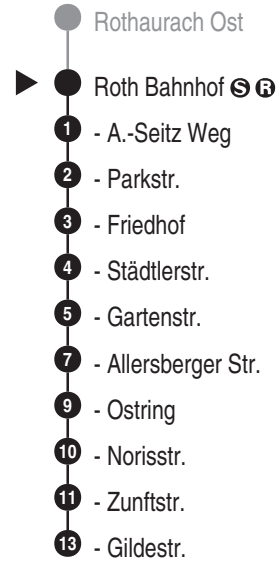 Rothaurach Ost
Roth Bahnhof S R
1 - A.-Seitz Weg
2 - Parkstr.
3 - Friedhof
4 - Städtlerstr.
5 - Gartenstr.
7 - Allersberger Str.
9 - Ostring
10 - Norisstr.
11 - Zunftstr.
13 - Gildestr.